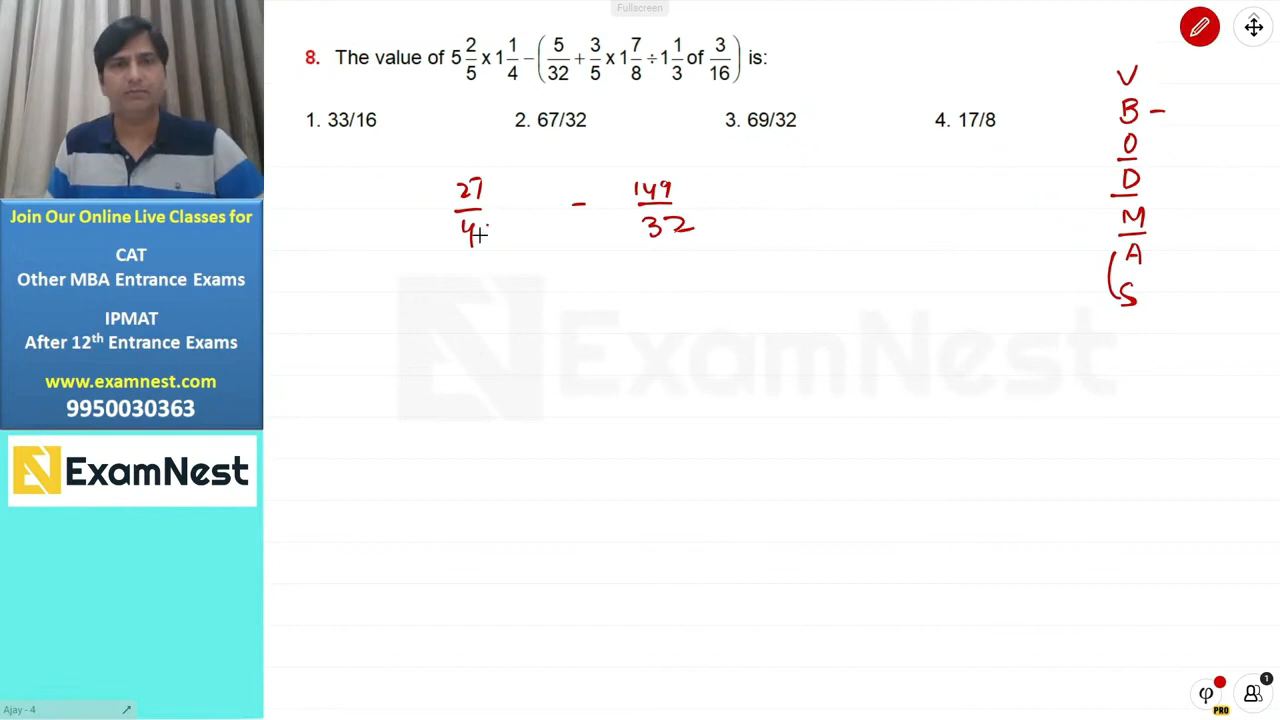 Fullscreen
8. The value of 5 2/5 x 1 1/4 − (5/32 + 3/5 x 1 7/8 ÷ 1 1/3 of 3/16) is:
1. 33/16 2. 67/32 3. 69/32 4. 17/8
27/4 - 149/32
V
B -
O
D
M
A
S
Join Our Online Live Classes for
CAT
Other MBA Entrance Exams
IPMAT
After 12th Entrance Exams
www.examnest.com
9950030363
ExamNest
ExamNest
Ajay - 4
1
PRO